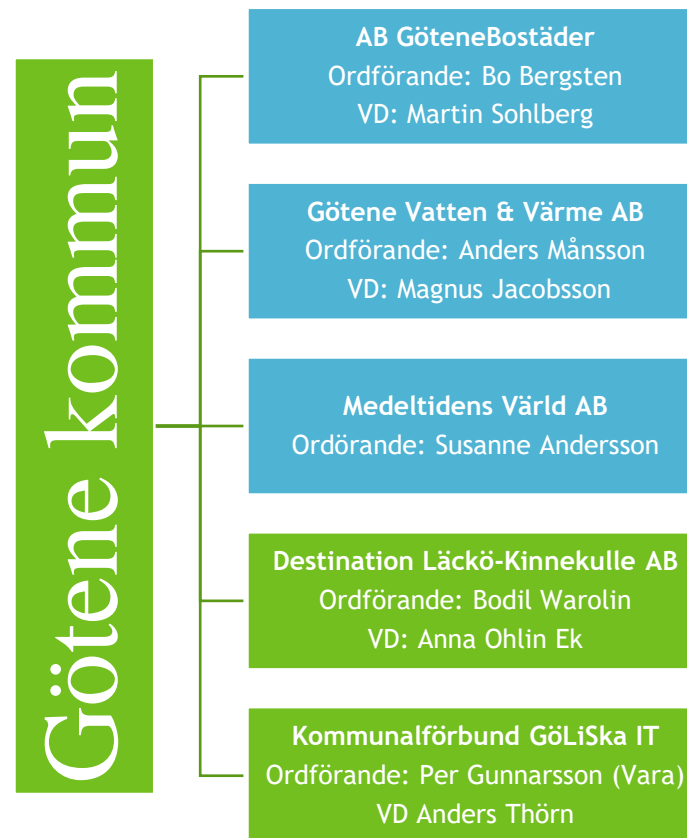 Götene kommun
AB GöteneBostäder
Ordförande: Bo Bergsten
VD: Martin Sohlberg
Götene Vatten & Värme AB
Ordförande: Anders Månsson
VD: Magnus Jacobsson
Medeltidens Värld AB
Ordörande: Susanne Andersson
Destination Läckö-Kinnekulle AB
Ordförande: Bodil Warolin
VD: Anna Ohlin Ek
Kommunalförbund GöLiSka IT
Ordförande: Per Gunnarsson (Vara)
VD Anders Thörn